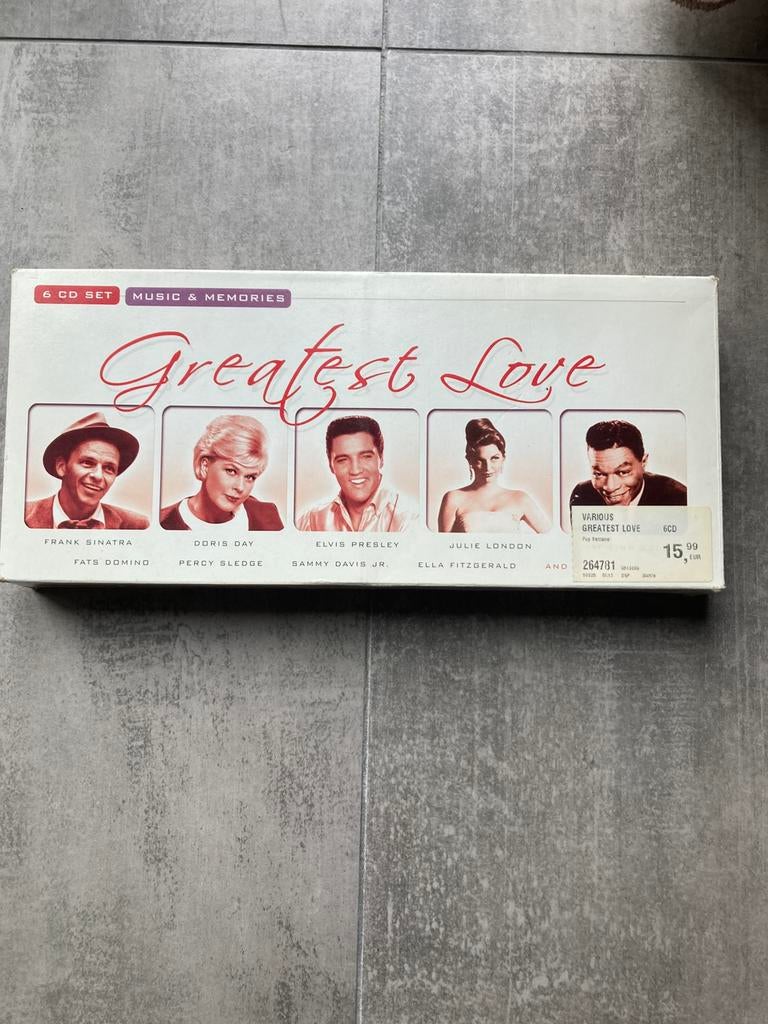 6 CD SET MUSIC & MEMORIES
Greatest Love
FRANK SINATRA DORIS DAY ELVIS PRESLEY JULIE LONDON
FATS DOMINO PERCY SLEDGE SAMMY DAVIS JR. ELLA FITZGERALD AND
VARIOUS
GREATEST LOVE 6CD
15,99
EUR
264781